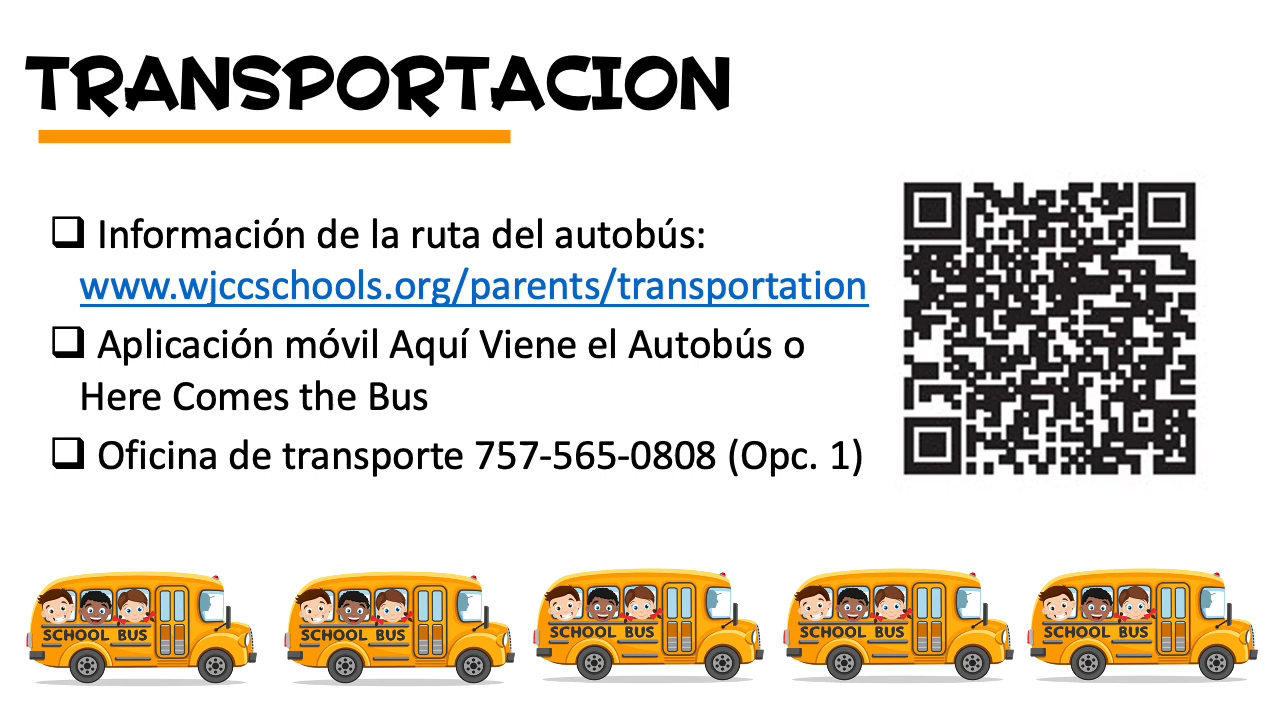 TRANSPORTACION
Información de la ruta del autobús:
www.wjccschools.org/parents/transportation
Aplicación móvil Aquí Viene el Autobús o
Here Comes the Bus
Oficina de transporte 757-565-0808 (Opc. 1)
SCHOOL BUS
SCHOOL BUS
SCHOOL BUS
SCHOOL BUS
SCHOOL BUS